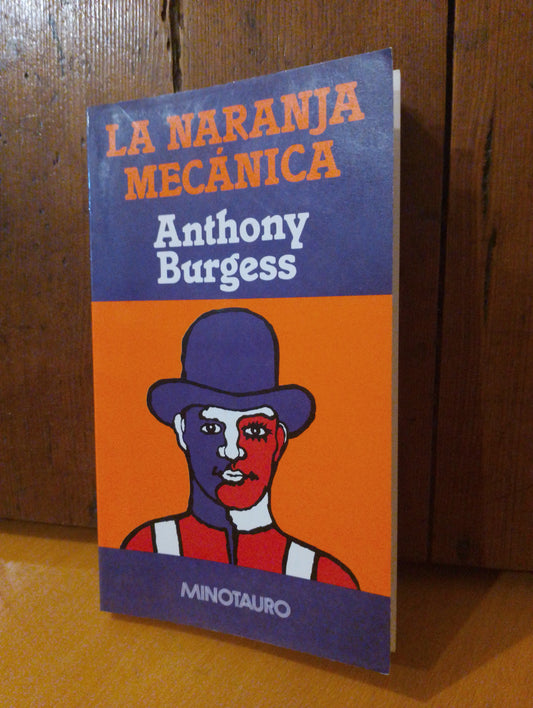 LA NARANJA
MECÁNICA
Anthony
Burgess
MINOTAURO